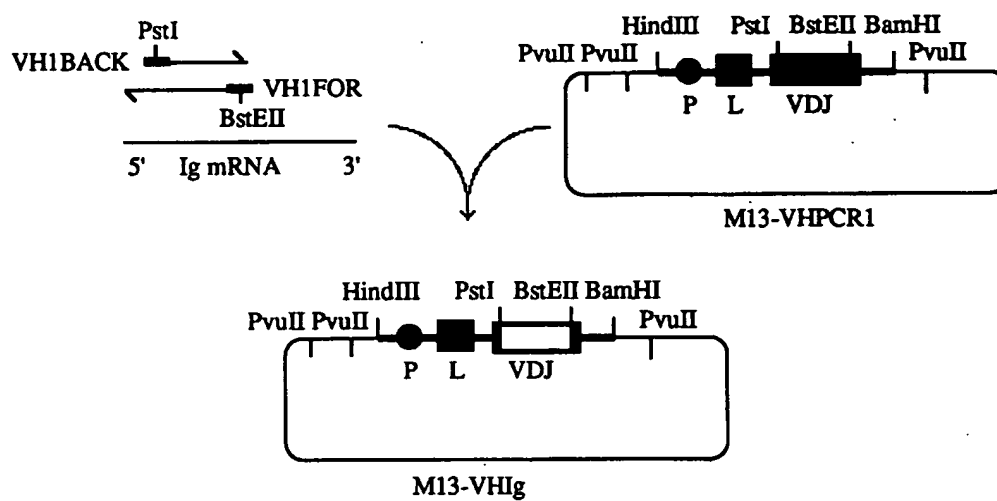 PstI
VH1BACK
VH1FOR
BstEII
5' Ig mRNA 3'
HindIII PstI BstEII BamHI
PvuII PvuII PvuII
P L VDJ
M13-VHPCR1
HindIII PstI BstEII BamHI
PvuII PvuII PvuII
P L VDJ
M13-VHIg